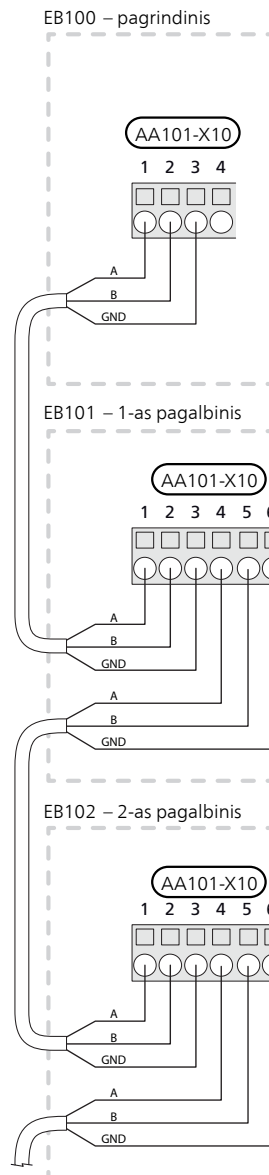 EB100 – pagrindinis
AA101-X10
1 2 3 4
A
B
GND
EB101 – 1-as pagalbinis
AA101-X10
1 2 3 4 5
A
B
GND
A
B
GND
EB102 – 2-as pagalbinis
AA101-X10
1 2 3 4 5
A
B
GND
A
B
GND